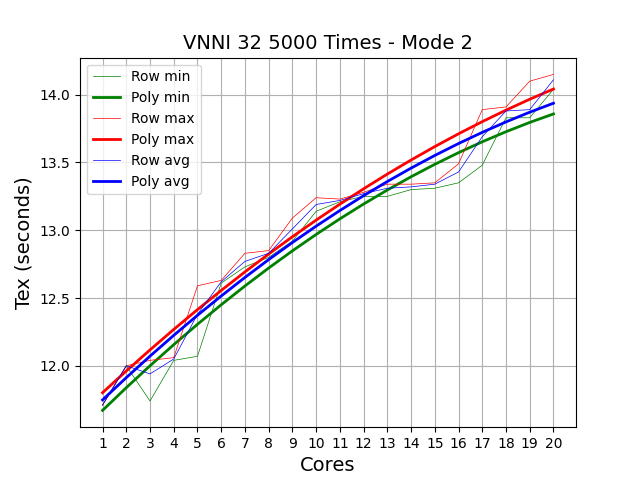 VNNI 32 5000 Times - Mode 2
Row min
Poly min
Row max
Poly max
Row avg
Poly avg
Tex (seconds)
14.0
13.5
13.0
12.5
12.0
1 2 3 4 5 6 7 8 9 10 11 12 13 14 15 16 17 18 19 20
Cores